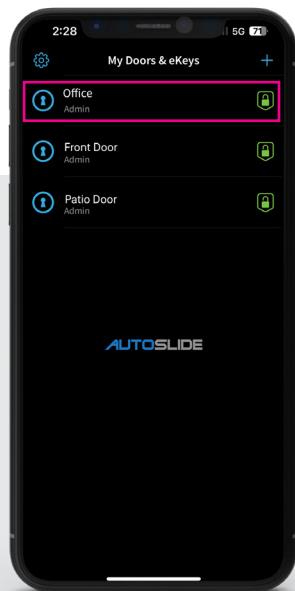 2:28
5G 71
My Doors & eKeys
Office
Admin
Front Door
Admin
Patio Door
Admin
AUTOSLIDE